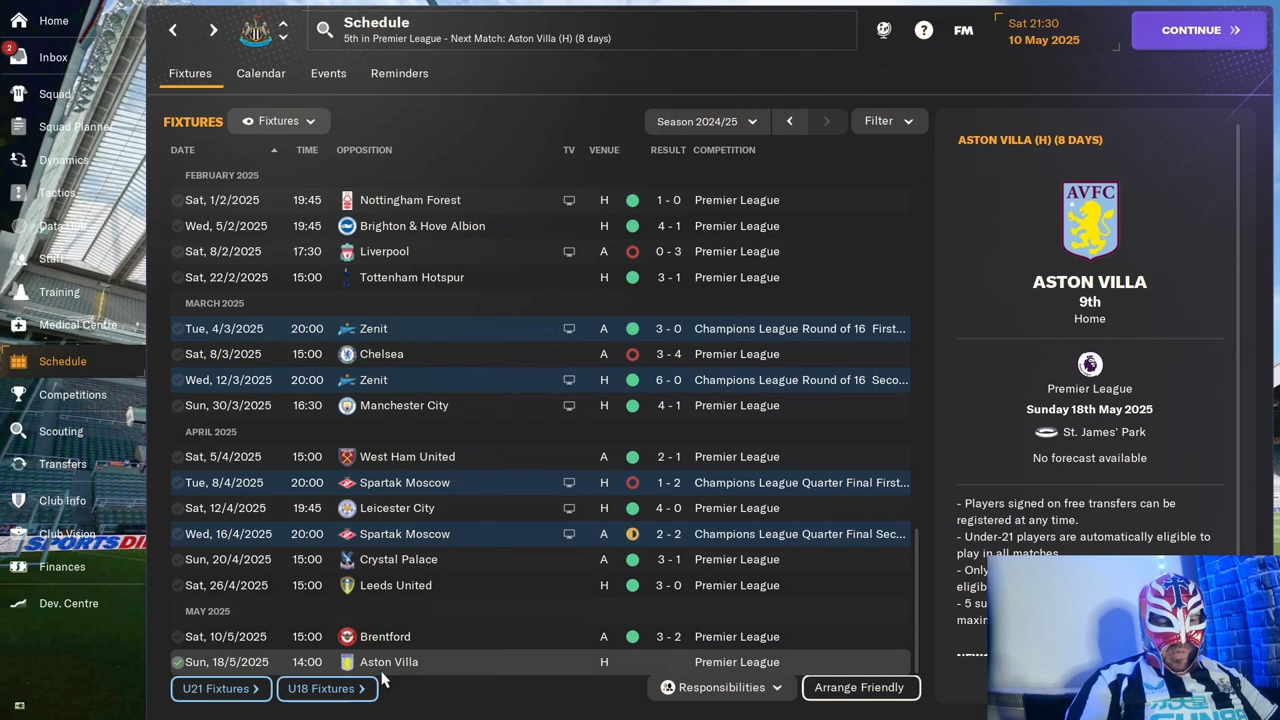 Home
2
Inbox
Squad
Squad Planner
Dynamics
Tactics
Staff
Training
Medical Centre
Schedule
Competitions
Scouting
Transfers
Club Info
Club Vision
SPORTS DI
Finances
Dev. Centre
Schedule
5th in Premier League - Next Match: Aston Villa (H) (8 days)
?
FM
Sat 21:30
10 May 2025
CONTINUE
Fixtures Calendar Events Reminders
FIXTURES
Fixtures
Season 2024/25
Filter
DATE TIME OPPOSITION TV VENUE RESULT COMPETITION
FEBRUARY 2025
Sat, 1/2/2025 19:45 Nottingham Forest H 1 - 0 Premier League
Wed, 5/2/2025 19:45 Brighton & Hove Albion H 4 - 1 Premier League
Sat, 8/2/2025 17:30 Liverpool A 0 - 3 Premier League
Sat, 22/2/2025 15:00 Tottenham Hotspur H 3 - 1 Premier League
MARCH 2025
Tue, 4/3/2025 20:00 Zenit A 3 - 0 Champions League Round of 16 First...
Sat, 8/3/2025 15:00 Chelsea A 3 - 4 Premier League
Wed, 12/3/2025 20:00 Zenit H 6 - 0 Champions League Round of 16 Seco...
Sun, 30/3/2025 16:30 Manchester City H 4 - 1 Premier League
APRIL 2025
Sat, 5/4/2025 15:00 West Ham United A 2 - 1 Premier League
Tue, 8/4/2025 20:00 Spartak Moscow H 1 - 2 Champions League Quarter Final First...
Sat, 12/4/2025 19:45 Leicester City H 4 - 0 Premier League
Wed, 16/4/2025 20:00 Spartak Moscow A 2 - 2 Champions League Quarter Final Sec...
Sun, 20/4/2025 15:00 Crystal Palace A 3 - 1 Premier League
Sat, 26/4/2025 15:00 Leeds United H 3 - 0 Premier League
MAY 2025
Sat, 10/5/2025 15:00 Brentford A 3 - 2 Premier League
Sun, 18/5/2025 14:00 Aston Villa H Premier League
U21 Fixtures
U18 Fixtures
Responsibilities
Arrange Friendly
ASTON VILLA (H) (8 DAYS)
AVFC
ASTON VILLA
9th
Home
Premier League
Sunday 18th May 2025
St. James' Park
No forecast available
- Players signed on free transfers can be
registered at any time.
- Under-21 players are automatically eligible to
play in all matches.
- Only
eligib
- 5 su
maxim